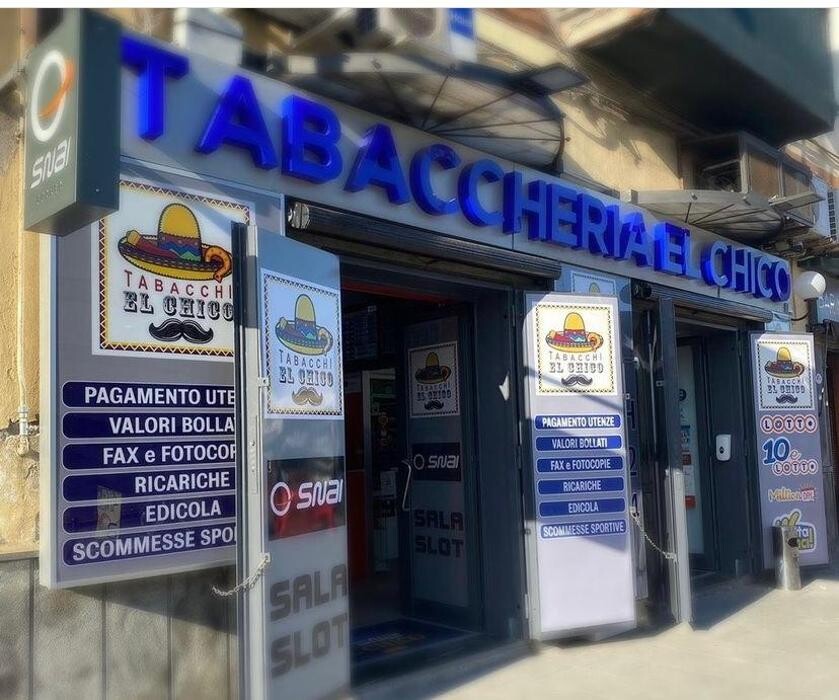 TABACCHERIA EL CHICO
SNAI
TABACCHI
EL CHICO
PAGAMENTO UTE
VALORI BOLLA
FAX e FOTOCOP
RICARICHE
EDICOLA
SCOMMESSE SPO
TABACCHI
EL CHICO
SNAI
SALA
SLOT
TABACCHI
EL CHICO
SNAI
SALA
SLOT
TABACCHI
EL CHICO
PAGAMENTO UTENZE
VALORI BOLLATI
FAX e FOTOCOPIE
RICARICHE
EDICOLA
SCOMMESSE SPORTIVE
H24
TABACCHI
EL CHICO
LOTTO
10 e LOTTO